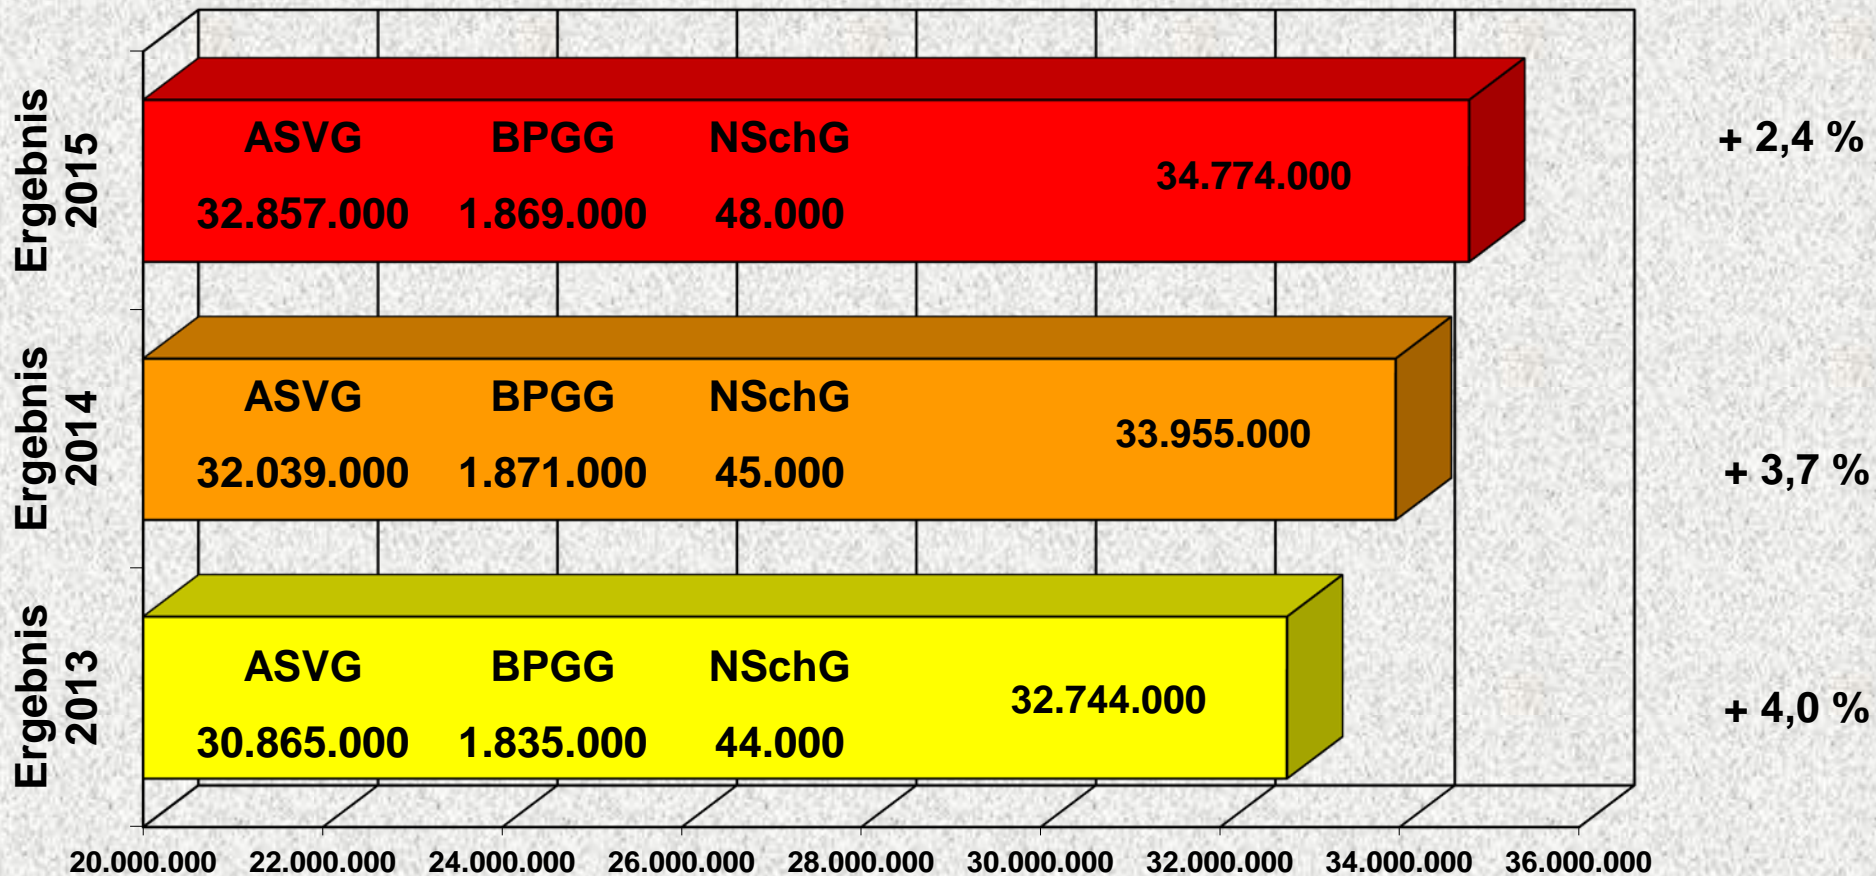 Ergebnis
2015
ASVG BPGG NSchG
32.857.000 1.869.000 48.000
34.774.000
+ 2,4 %
Ergebnis
2014
ASVG BPGG NSchG
32.039.000 1.871.000 45.000
33.955.000
+ 3,7 %
Ergebnis
2013
ASVG BPGG NSchG
30.865.000 1.835.000 44.000
32.744.000
+ 4,0 %
20.000.000 22.000.000 24.000.000 26.000.000 28.000.000 30.000.000 32.000.000 34.000.000 36.000.000